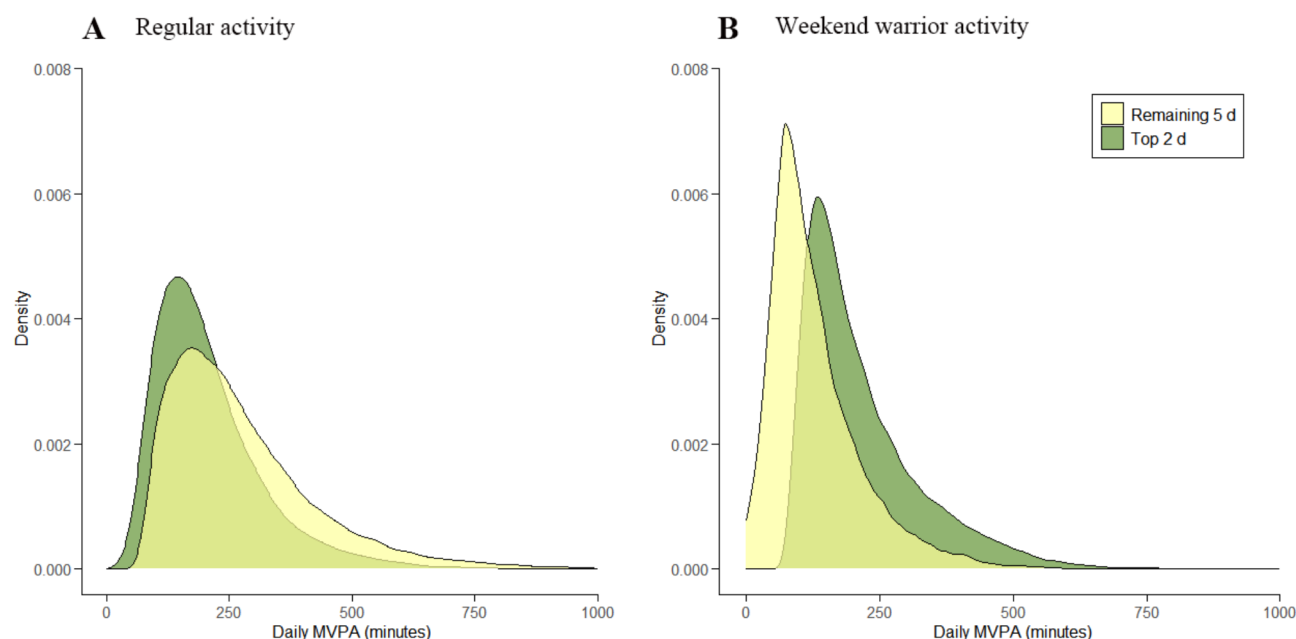 A Regular activity
0.008
0.006
0.004
0.002
0.000
Density
0 250 500 750 1000
Daily MVPA (minutes)
B Weekend warrior activity
0.008
0.006
0.004
0.002
0.000
Density
Remaining 5 d
Top 2 d
0 250 500 750 1000
Daily MVPA (minutes)